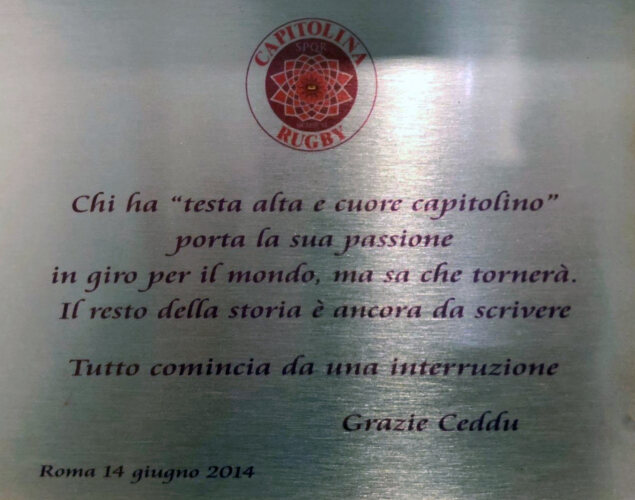 CAPITOLINA
SPQR
RUGBY
Chi ha “testa alta e cuore capitolino”
porta la sua passione
in giro per il mondo, ma sa che tornerà.
Il resto della storia è ancora da scrivere
Tutto comincia da una interruzione
Grazie Ceddu
Roma 14 giugno 2014